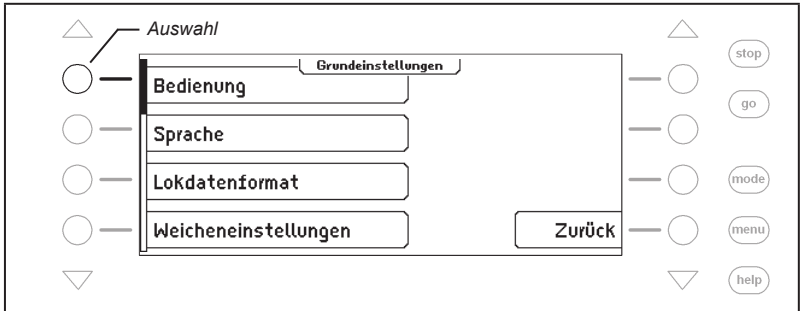 Auswahl
Grundeinstellungen
stop
Bedienung
go
Sprache
Lokdatenformat
mode
Weicheneinstellungen
Zurück
menu
help